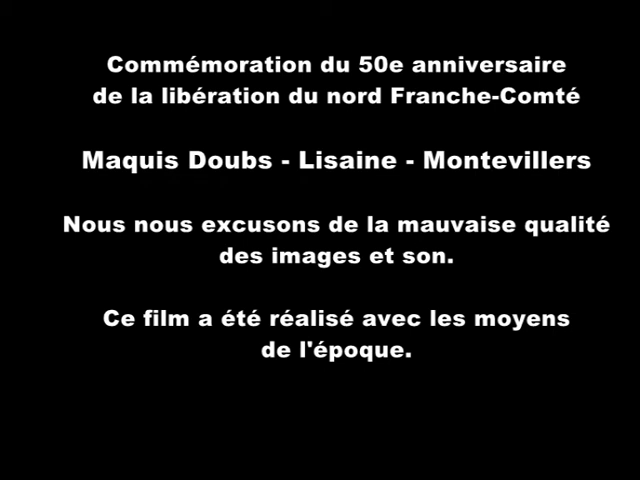 Commémoration du 50e anniversaire
de la libération du nord Franche-Comté
Maquis Doubs - Lisaine - Montevillers
Nous nous excusons de la mauvaise qualité
des images et son.
Ce film a été réalisé avec les moyens
de l'époque.